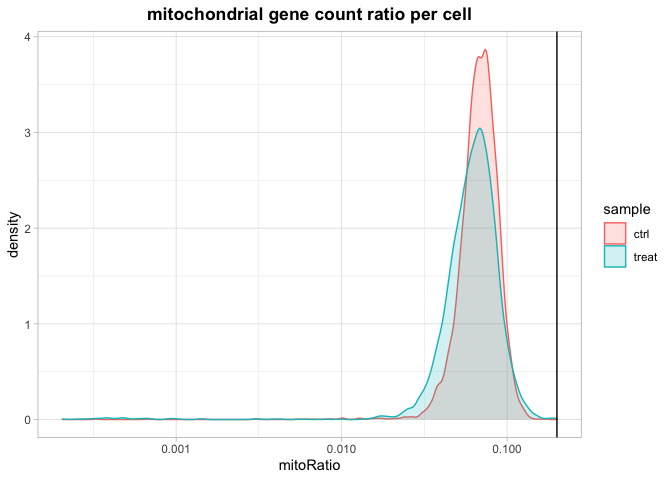 mitochondrial gene count ratio per cell
4
3
2
1
0
density
0.001 0.010 0.100
mitoRatio
sample
ctrl
treat